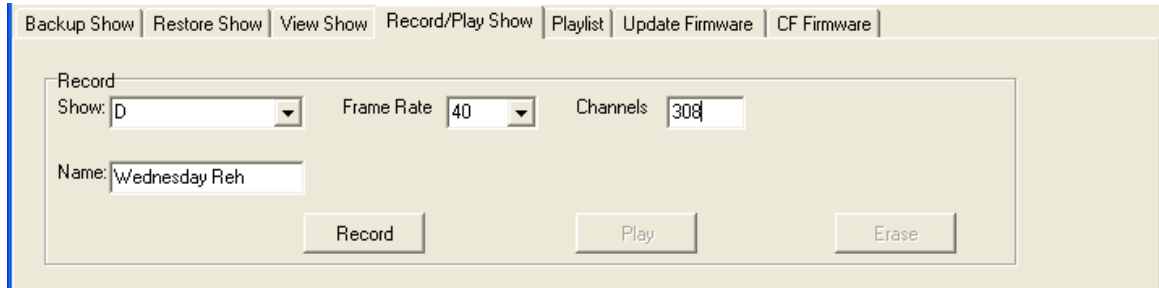 Backup Show Restore Show View Show Record/Play Show Playlist Update Firmware CF Firmware
Record
Show: D Frame Rate 40 Channels 308
Name: Wednesday Reh
Record Play Erase